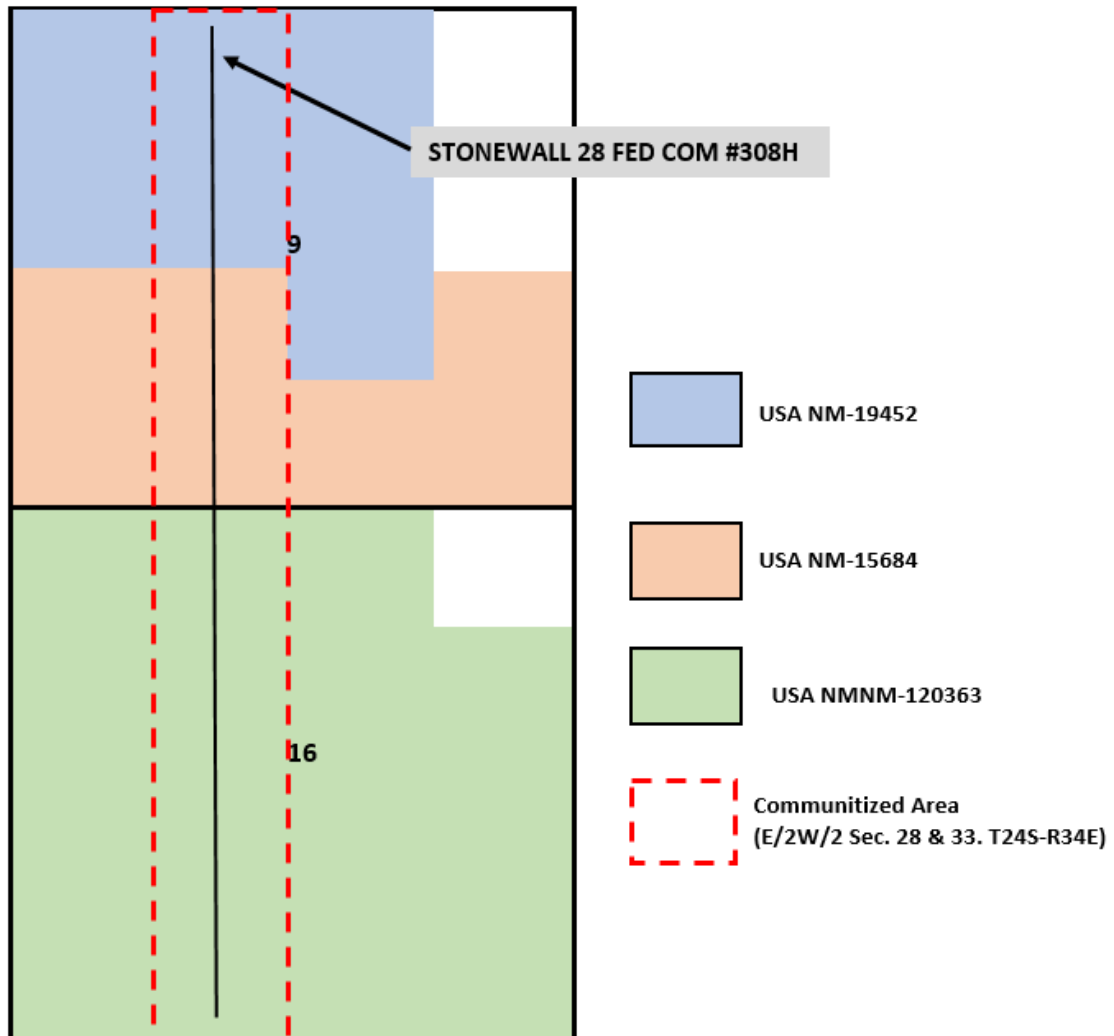 STONEWALL 28 FED COM #308H
9
USA NM-19452
USA NM-15684
USA NMNM-120363
16
Communitized Area
(E/2W/2 Sec. 28 & 33. T24S-R34E)